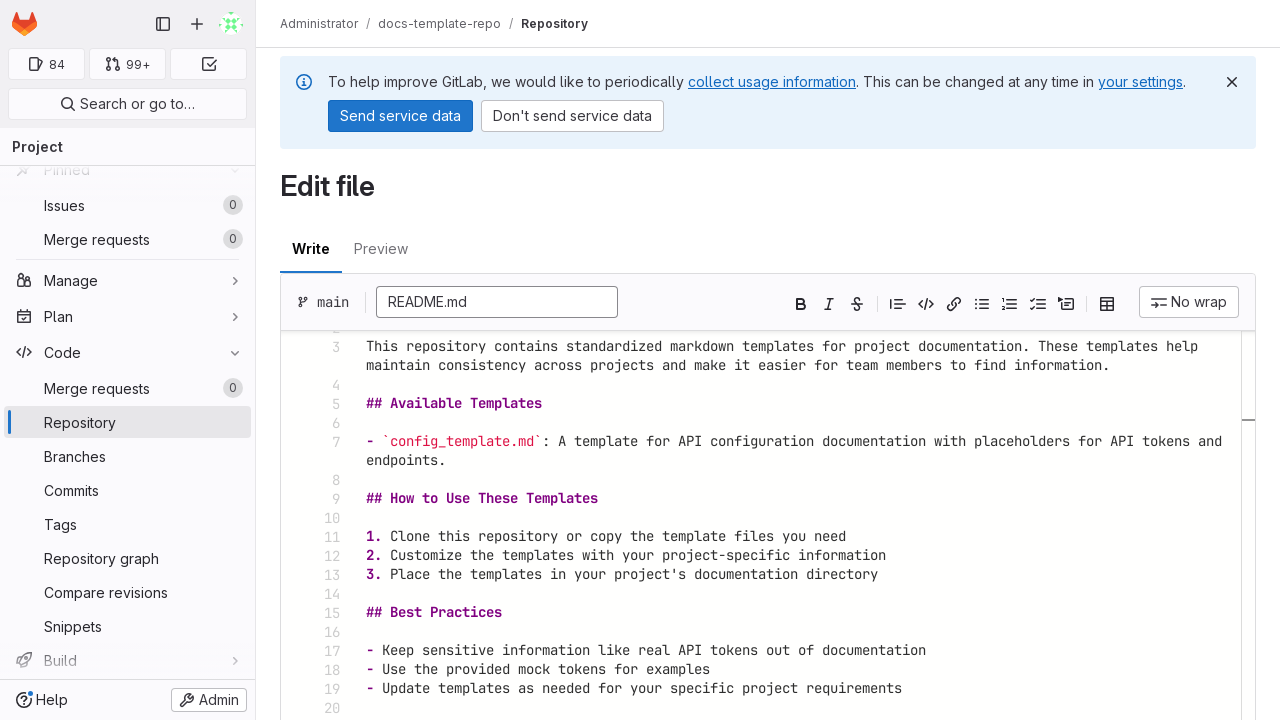 84
99+
Search or go to…
Project
Pinned
Issues 0
Merge requests 0
Manage
Plan
Code
Merge requests 0
Repository
Branches
Commits
Tags
Repository graph
Compare revisions
Snippets
Build
Help
Admin
Administrator / docs-template-repo / Repository
To help improve GitLab, we would like to periodically collect usage information. This can be changed at any time in your settings.
Send service data
Don't send service data
Edit file
Write
Preview
main
README.md
No wrap
2
3 This repository contains standardized markdown templates for project documentation. These templates help
maintain consistency across projects and make it easier for team members to find information.
4
5 ## Available Templates
6
7 - `config_template.md`: A template for API configuration documentation with placeholders for API tokens and
endpoints.
8
9 ## How to Use These Templates
10
11 1. Clone this repository or copy the template files you need
12 2. Customize the templates with your project-specific information
13 3. Place the templates in your project's documentation directory
14
15 ## Best Practices
16
17 - Keep sensitive information like real API tokens out of documentation
18 - Use the provided mock tokens for examples
19 - Update templates as needed for your specific project requirements
20